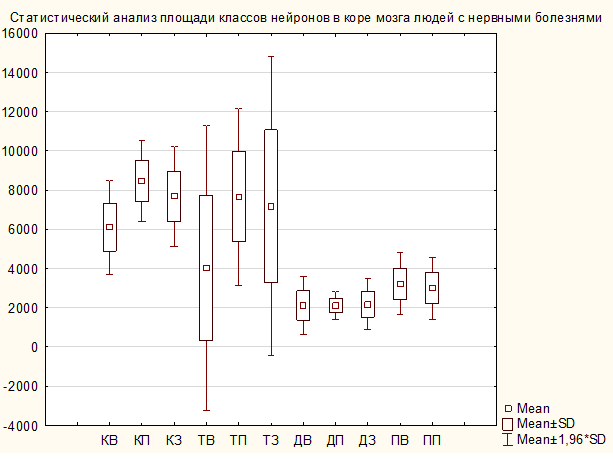 Статистический анализ площади классов нейронов в коре мозга людей с нервными болезнями
16000
14000
12000
10000
8000
6000
4000
2000
0
-2000
-4000
КВ КП КЗ ТВ ТП ТЗ ДВ ДП ДЗ ПВ ПП
Mean
Mean±SD
Mean±1,96*SD